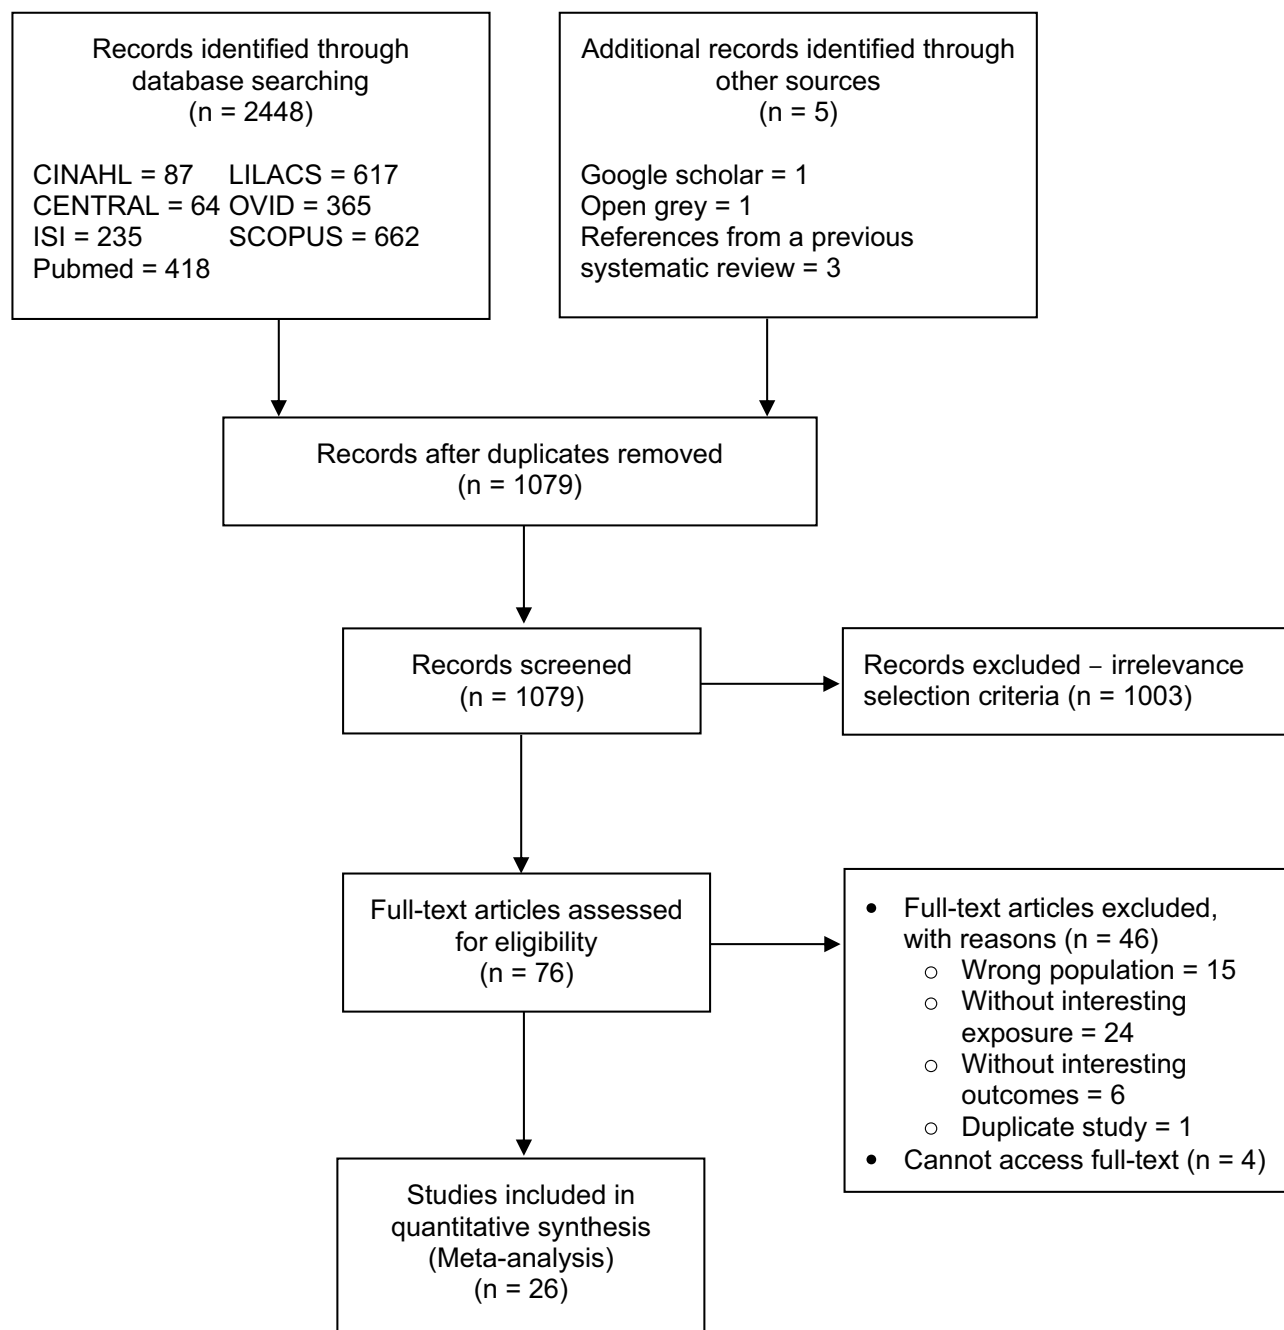 Records identified through
database searching
(n = 2448)
CINAHL = 87 LILACS = 617
CENTRAL = 64 OVID = 365
ISI = 235 SCOPUS = 662
Pubmed = 418
Additional records identified through
other sources
(n = 5)
Google scholar = 1
Open grey = 1
References from a previous
systematic review = 3
Records after duplicates removed
(n = 1079)
Records screened
(n = 1079)
Records excluded – irrelevance
selection criteria (n = 1003)
Full-text articles assessed
for eligibility
(n = 76)
• Full-text articles excluded,
with reasons (n = 46)
○ Wrong population = 15
○ Without interesting
exposure = 24
○ Without interesting
outcomes = 6
○ Duplicate study = 1
• Cannot access full-text (n = 4)
Studies included in
quantitative synthesis
(Meta-analysis)
(n = 26)